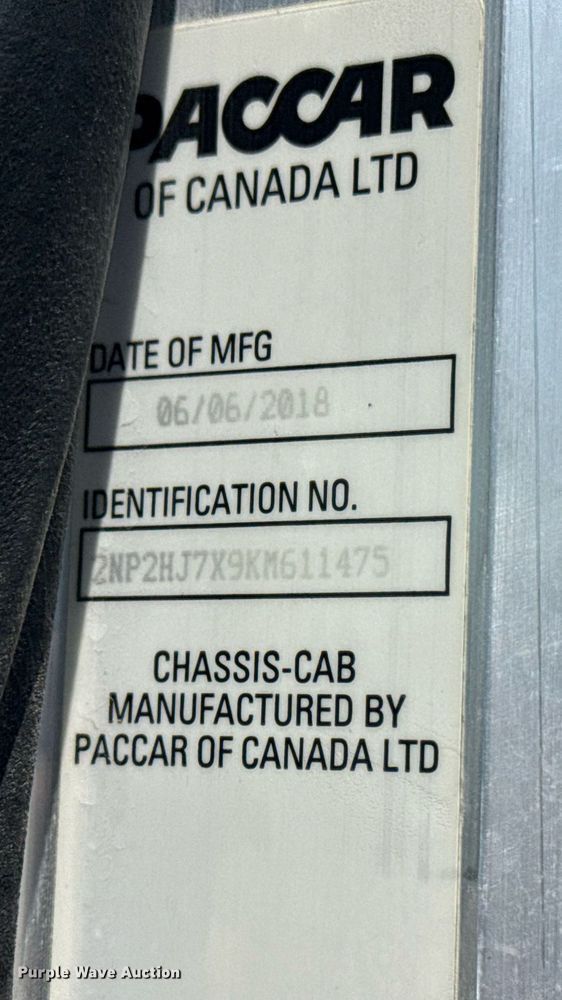 PACCAR
OF CANADA LTD
DATE OF MFG
06/06/2018
IDENTIFICATION NO.
2NP2HJ7X9KM611475
CHASSIS-CAB
MANUFACTURED BY
PACCAR OF CANADA LTD
Purple Wave Auction